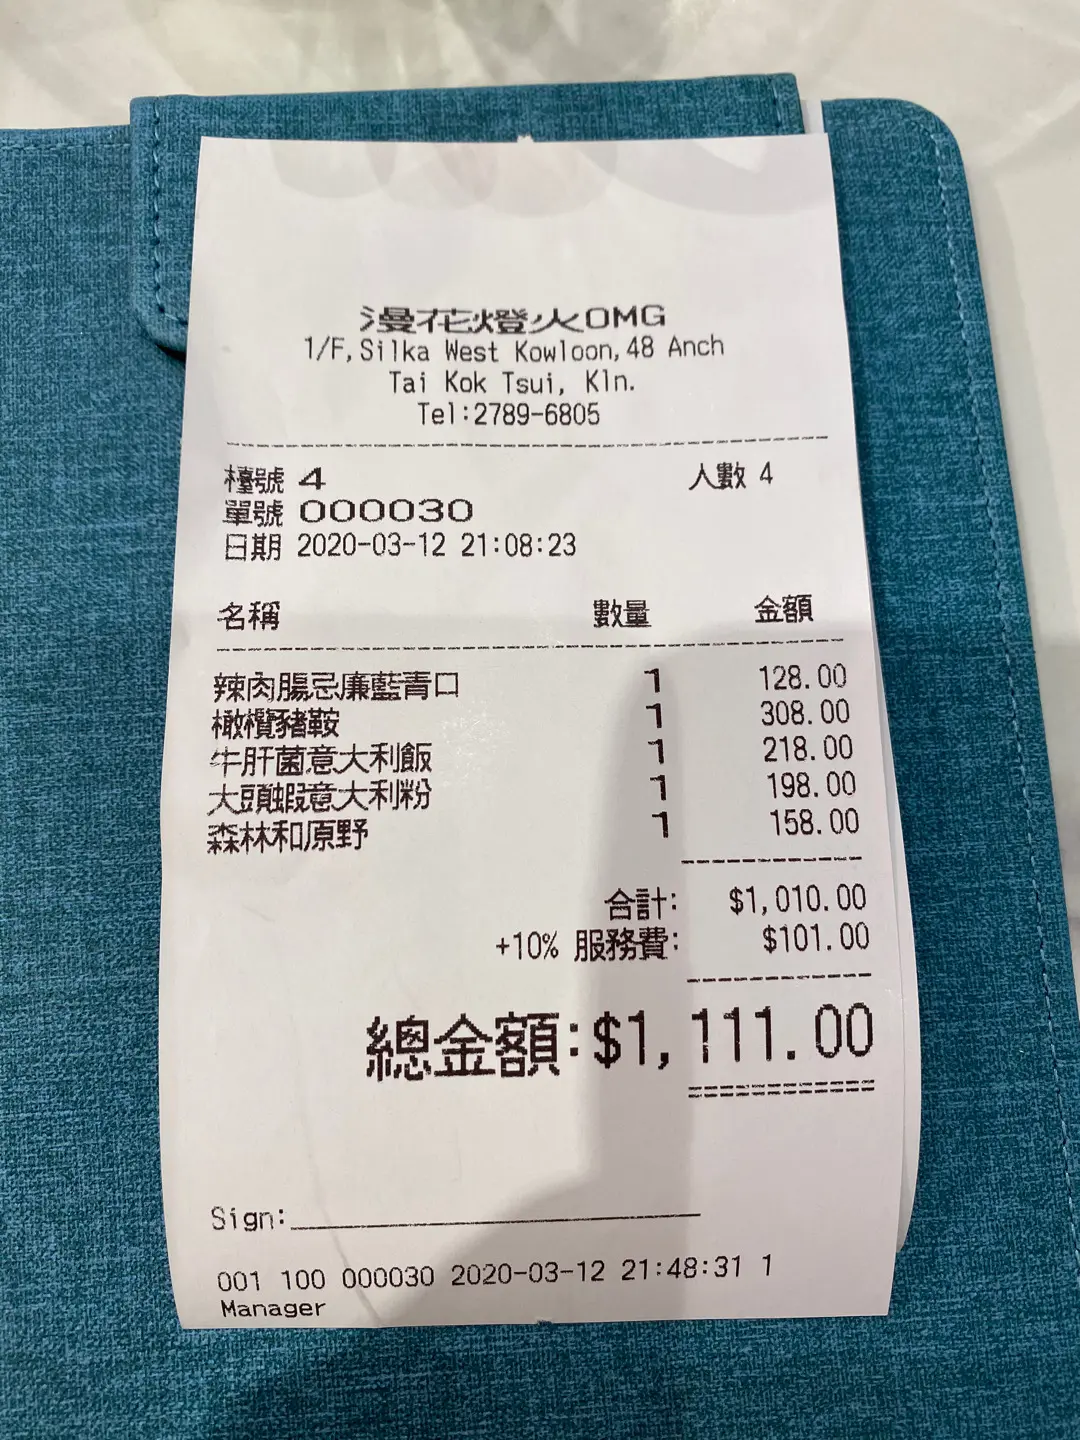 漫花燈火OMG
1/F,Silka West Kowloon,48 Anch
Tai Kok Tsui, Kln.
Tel:2789-6805
檯號 4 人數 4
單號 000030
日期 2020-03-12 21:08:23
名稱 數量 金額
辣肉腸忌廉藍青口 1 128.00
橄欖豬鞍 1 308.00
牛肝菌意大利飯 1 218.00
大頭蝦意大利粉 1 198.00
森林和原野 1 158.00
合計: $1,010.00
+10% 服務費: $101.00
總金額:$1,111.00
Sign:
001 100 000030 2020-03-12 21:48:31 1
Manager